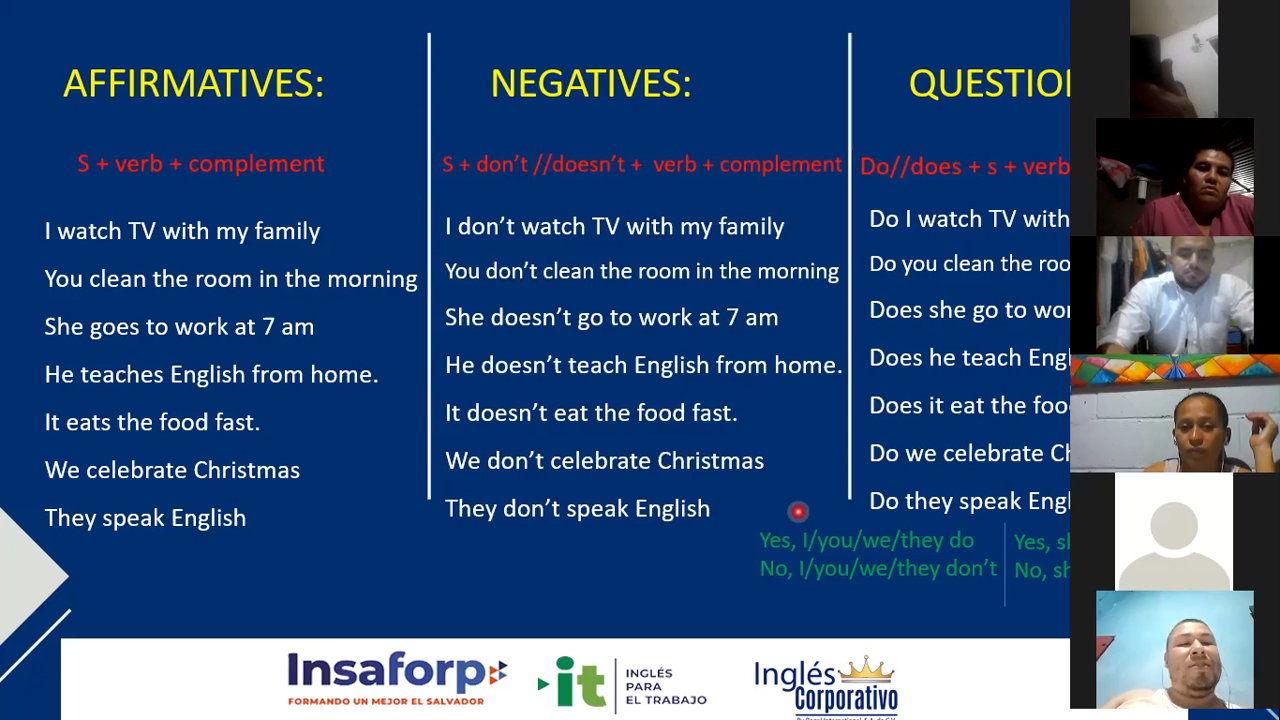 AFFIRMATIVES:
S + verb + complement
I watch TV with my family
You clean the room in the morning
She goes to work at 7 am
He teaches English from home.
It eats the food fast.
We celebrate Christmas
They speak English
NEGATIVES:
S + don't //doesn't + verb + complement
I don't watch TV with my family
You don't clean the room in the morning
She doesn't go to work at 7 am
He doesn't teach English from home.
It doesn't eat the food fast.
We don't celebrate Christmas
They don't speak English
QUESTIO
Do//does + s + verb
Do I watch TV with
Do you clean the roo
Does she go to wor
Does he teach Engl
Does it eat the foo
Do we celebrate Ch
Do they speak Engl
Yes, I/you/we/they do
No, I/you/we/they don't
Yes, sh
No, sh
Insaforp
FORMANDO UN MEJOR EL SALVADOR
it
INGLÉS
PARA
EL TRABAJO
Inglés
Corporativo